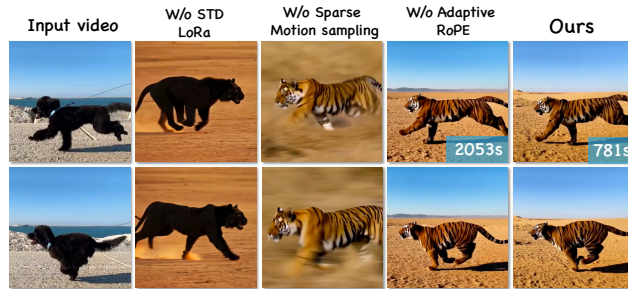 Input video
W/o STD
LoRa
W/o Sparse
Motion sampling
W/o Adaptive
RoPE
Ours
2053s
781s